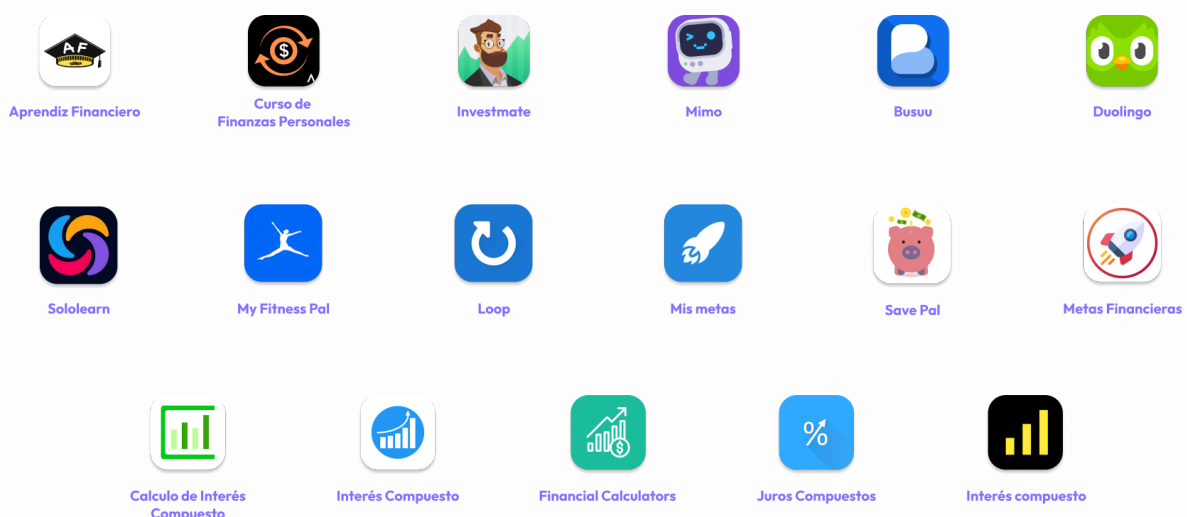 AF
Aprendiz Financiero
$
Curso de
Finanzas Personales
Investmate
Mimo
Busuu
Duolingo
Sololearn
My Fitness Pal
Loop
Mis metas
Save Pal
Metas Financieras
Calculo de Interés
Compuesto
Interés Compuesto
$
Financial Calculators
%
Juros Compuestos
Interés compuesto